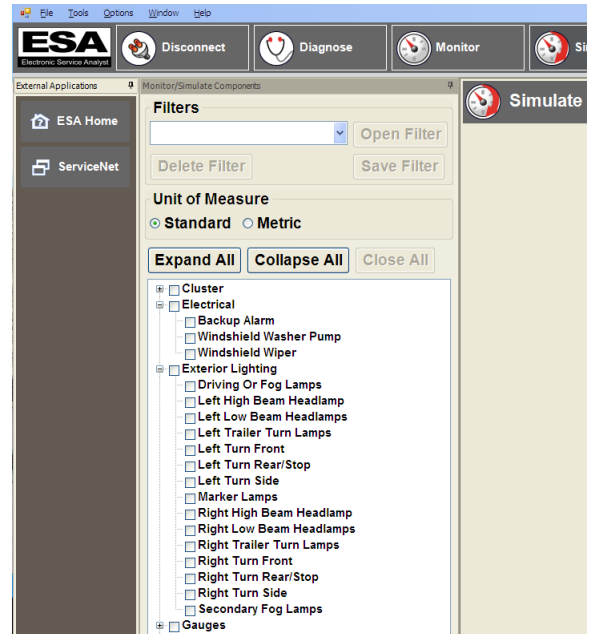 File Tools Options Window Help
ESA
Electronic Service Analyst
Disconnect
Diagnose
Monitor
External Applications
Monitor/Simulate Components
ESA Home
ServiceNet
Filters
Open Filter
Delete Filter
Save Filter
Unit of Measure
Standard
Metric
Expand All
Collapse All
Close All
Cluster
Electrical
Backup Alarm
Windshield Washer Pump
Windshield Wiper
Exterior Lighting
Driving Or Fog Lamps
Left High Beam Headlamp
Left Low Beam Headlamps
Left Trailer Turn Lamps
Left Turn Front
Left Turn Rear/Stop
Left Turn Side
Marker Lamps
Right High Beam Headlamp
Right Low Beam Headlamps
Right Trailer Turn Lamps
Right Turn Front
Right Turn Rear/Stop
Right Turn Side
Secondary Fog Lamps
Gauges
Simulate